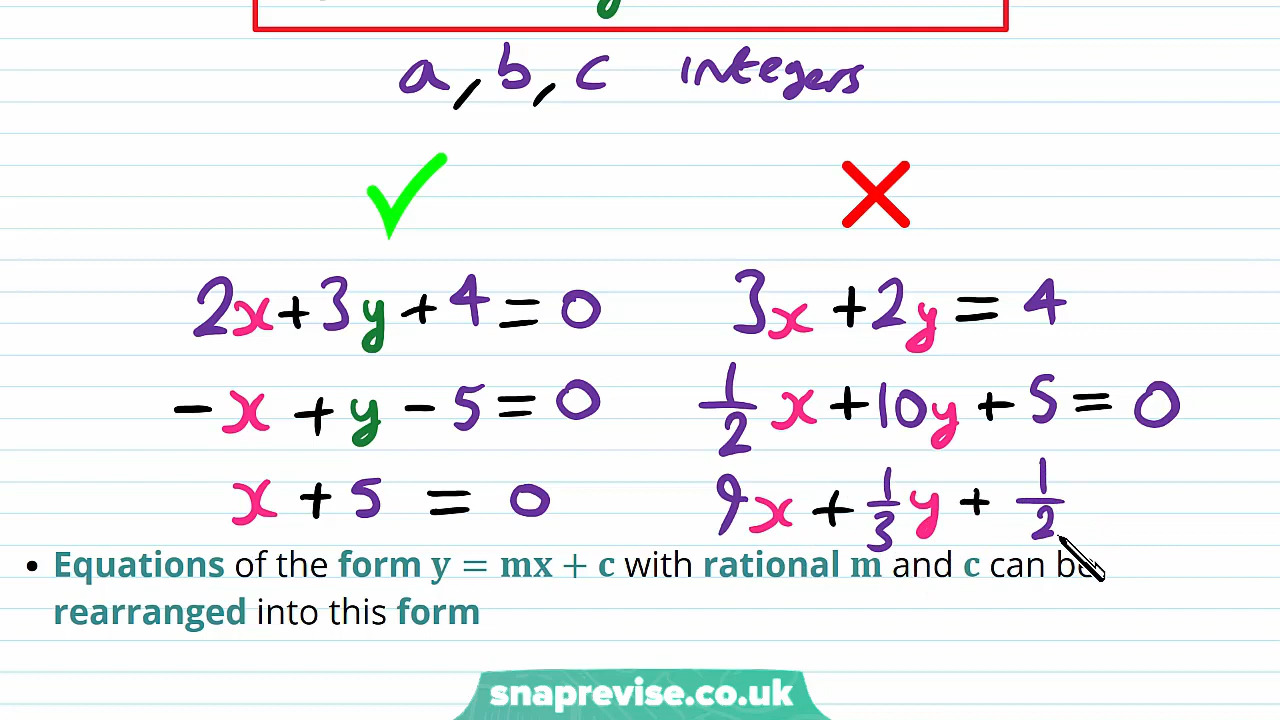 a, b, c integers
2x + 3y + 4 = 0
3x + 2y = 4
-x + y - 5 = 0
1/2 x + 10y + 5 = 0
x + 5 = 0
9x + 1/3 y + 1/2
• Equations of the form y = mx + c with rational m and c can be
rearranged into this form
snaprevise.co.uk